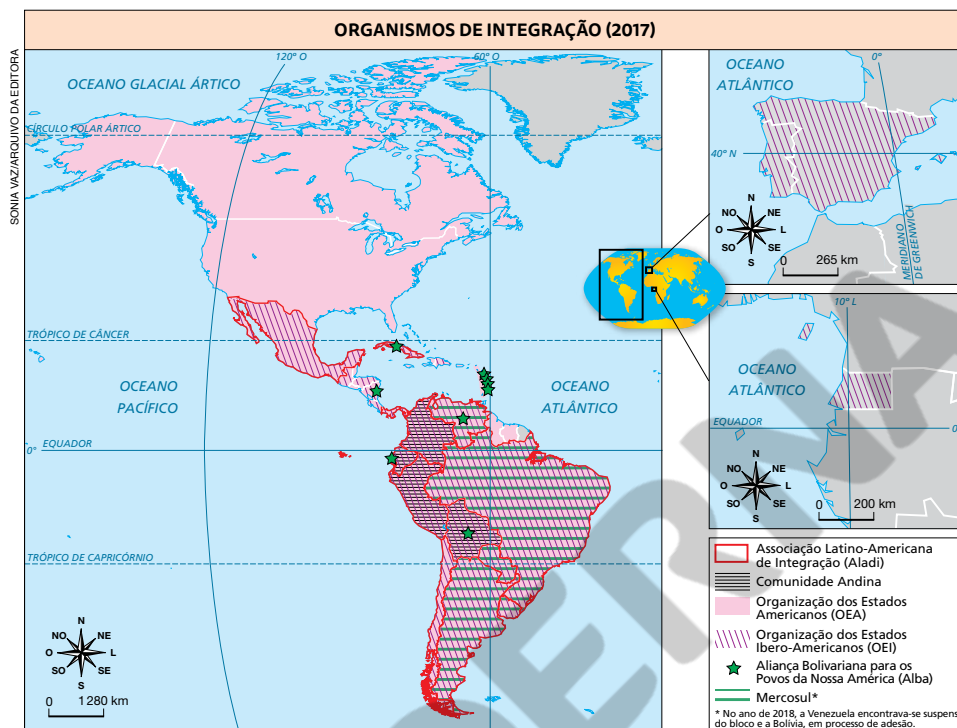 ORGANISMOS DE INTEGRAÇÃO (2017)
SONIA VAZ/ARQUIVO DA EDITORA
120° O
60° O
OCEANO GLACIAL ÁRTICO
CÍRCULO POLAR ÁRTICO
TRÓPICO DE CÂNCER
OCEANO
PACÍFICO
OCEANO
ATLÂNTICO
EQUADOR
0°
TRÓPICO DE CAPRICÓRNIO
N
NO
NE
O
L
SO
SE
S
0
1 280 km
OCEANO
ATLÂNTICO
0°
40° N
MERIDIANO
DE GREENWICH
N
NO
NE
O
L
SO
SE
S
0
265 km
10° L
OCEANO
ATLÂNTICO
EQUADOR
N
NO
NE
O
L
SO
SE
S
0
200 km
Associação Latino-Americana
de Integração (Aladi)
Comunidade Andina
Organização dos Estados
Americanos (OEA)
Organização dos Estados
Ibero-Americanos (OEI)
Aliança Bolivariana para os
Povos da Nossa América (Alba)
Mercosul*
* No ano de 2018, a Venezuela encontrava-se suspens
do bloco e a Bolívia, em processo de adesão.